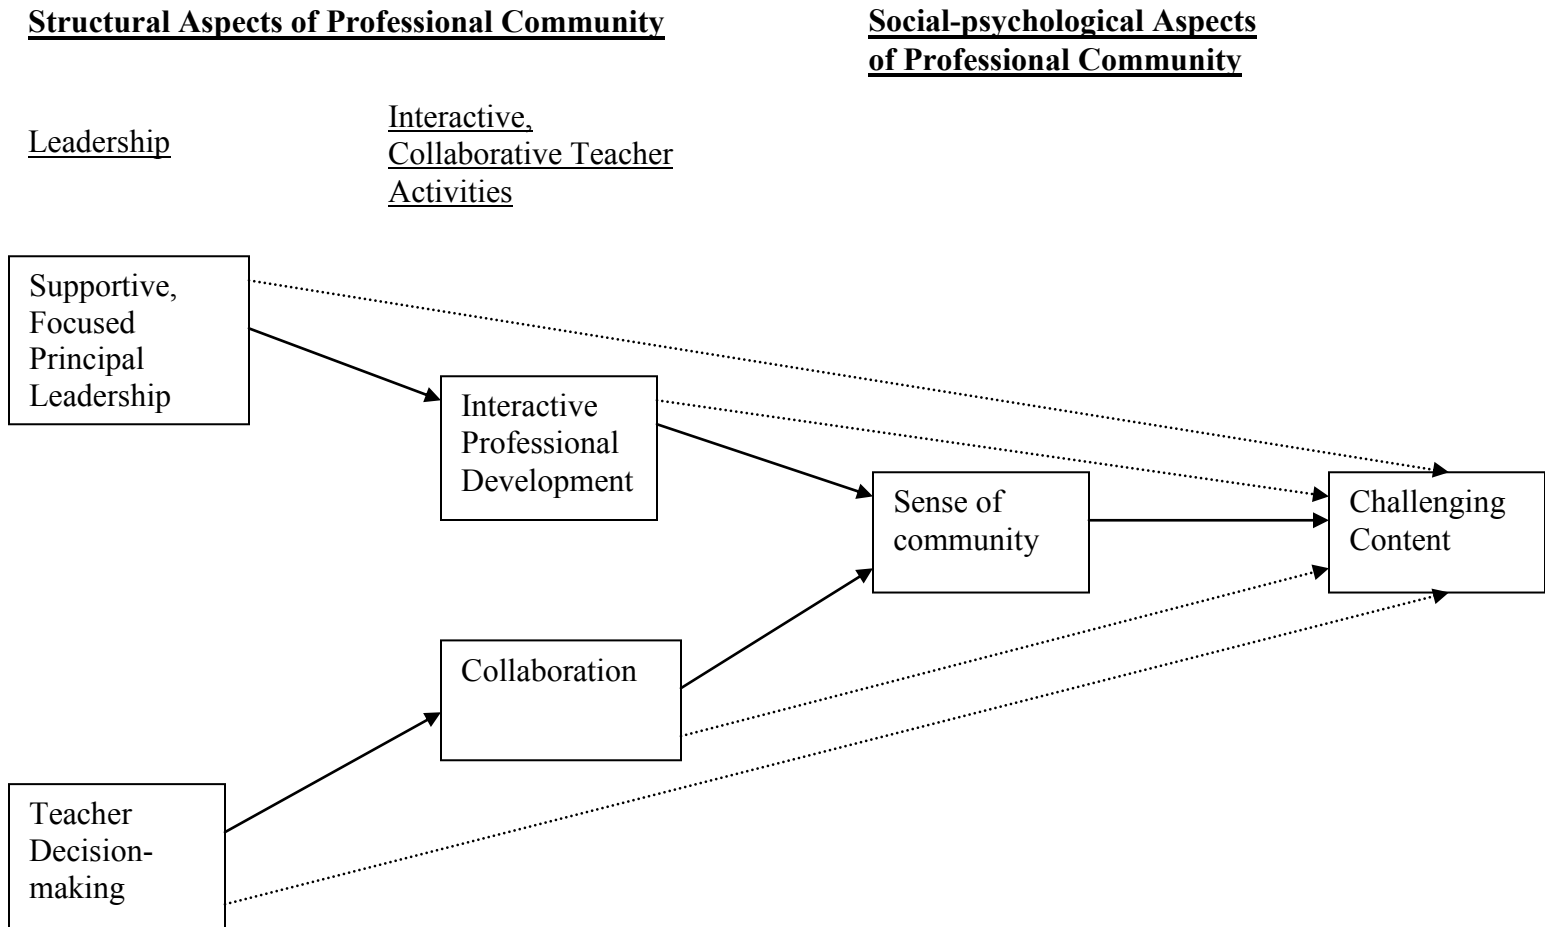 Structural Aspects of Professional Community
Social-psychological Aspects
of Professional Community
Leadership
Interactive,
Collaborative Teacher
Activities
Supportive,
Focused
Principal
Leadership
Interactive
Professional
Development
Sense of
community
Challenging
Content
Collaboration
Teacher
Decision-
making